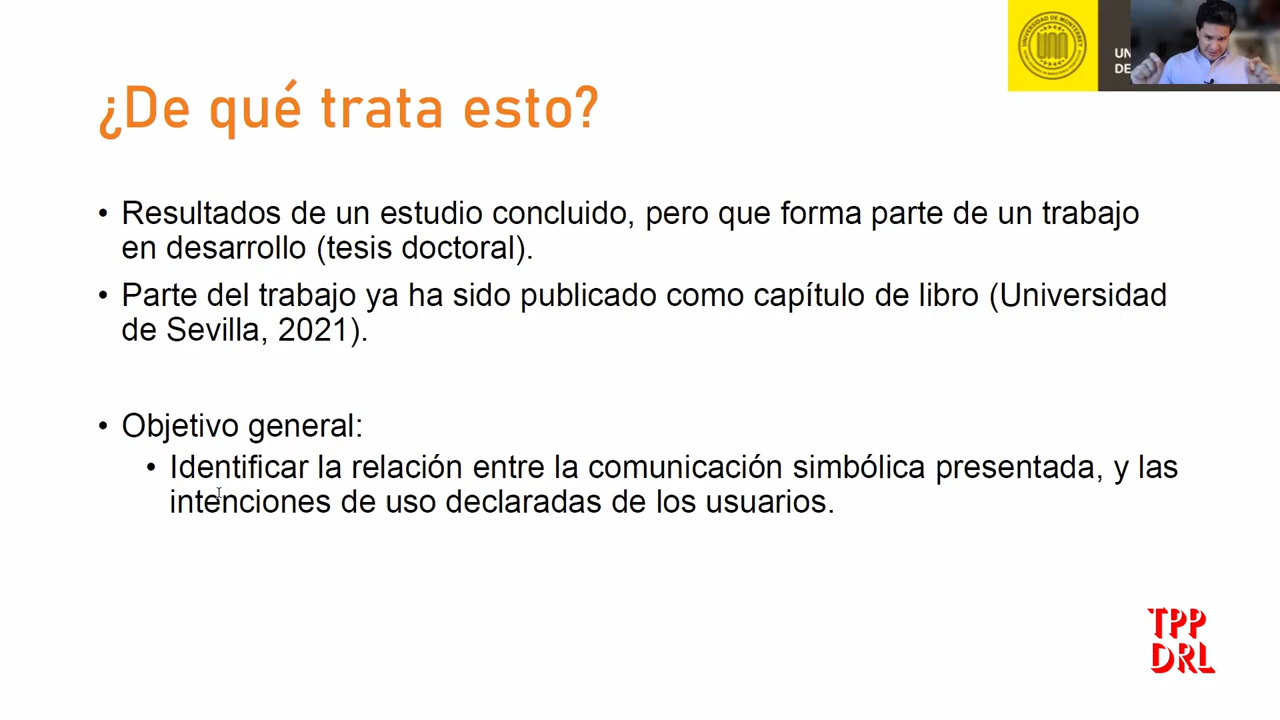 ¿De qué trata esto?
• Resultados de un estudio concluido, pero que forma parte de un trabajo
en desarrollo (tesis doctoral).
• Parte del trabajo ya ha sido publicado como capítulo de libro (Universidad
de Sevilla, 2021).
• Objetivo general:
• Identificar la relación entre la comunicación simbólica presentada, y las
intenciones de uso declaradas de los usuarios.
UNIVERSIDAD DE MONTERREY
UN
DE
TPP
DRL